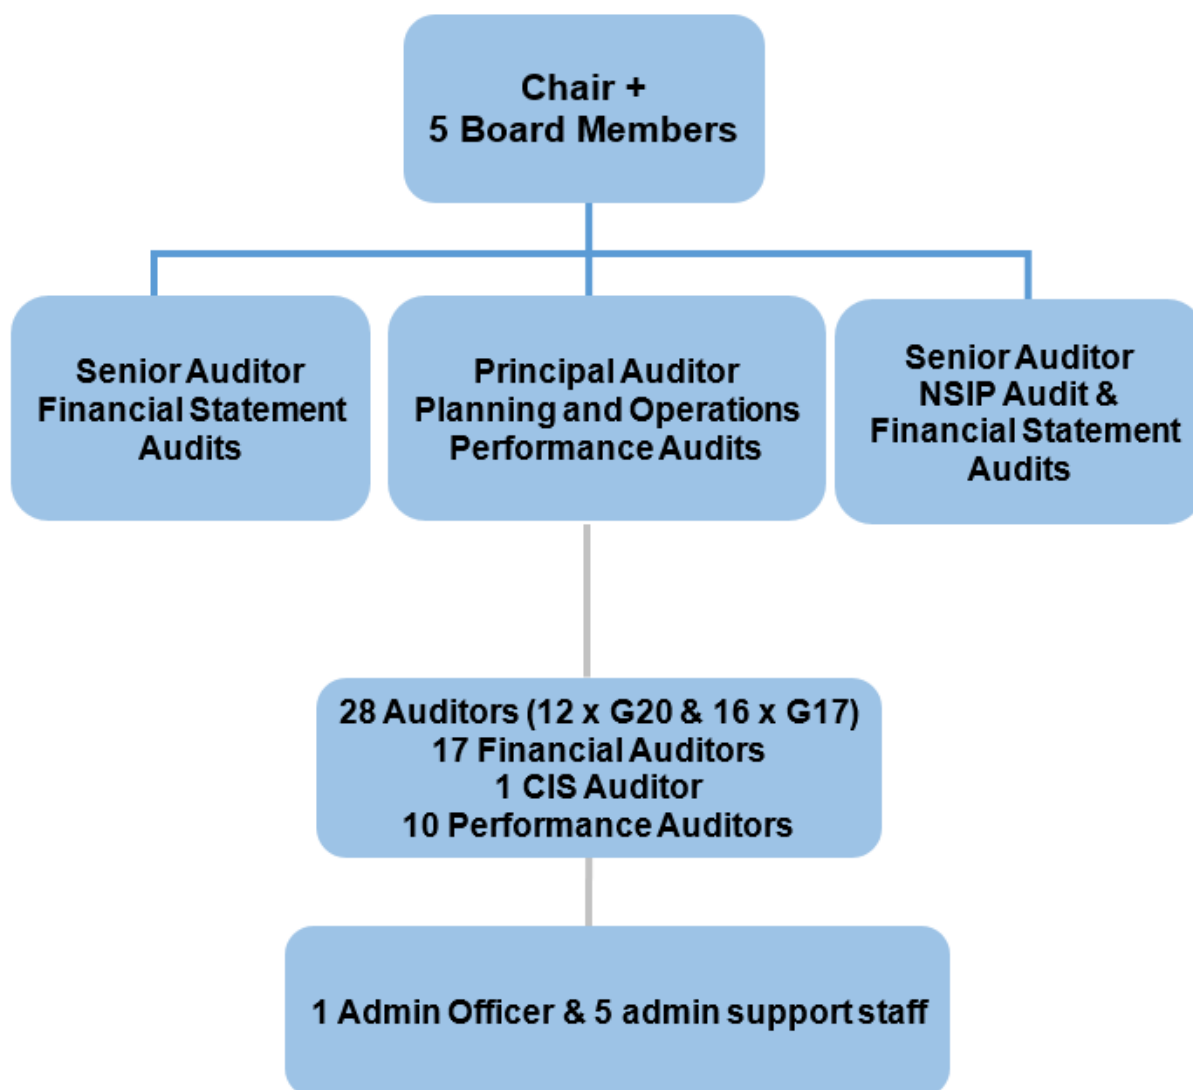 Chair +
5 Board Members
Senior Auditor
Financial Statement
Audits
Principal Auditor
Planning and Operations
Performance Audits
Senior Auditor
NSIP Audit &
Financial Statement
Audits
28 Auditors (12 x G20 & 16 x G17)
17 Financial Auditors
1 CIS Auditor
10 Performance Auditors
1 Admin Officer & 5 admin support staff